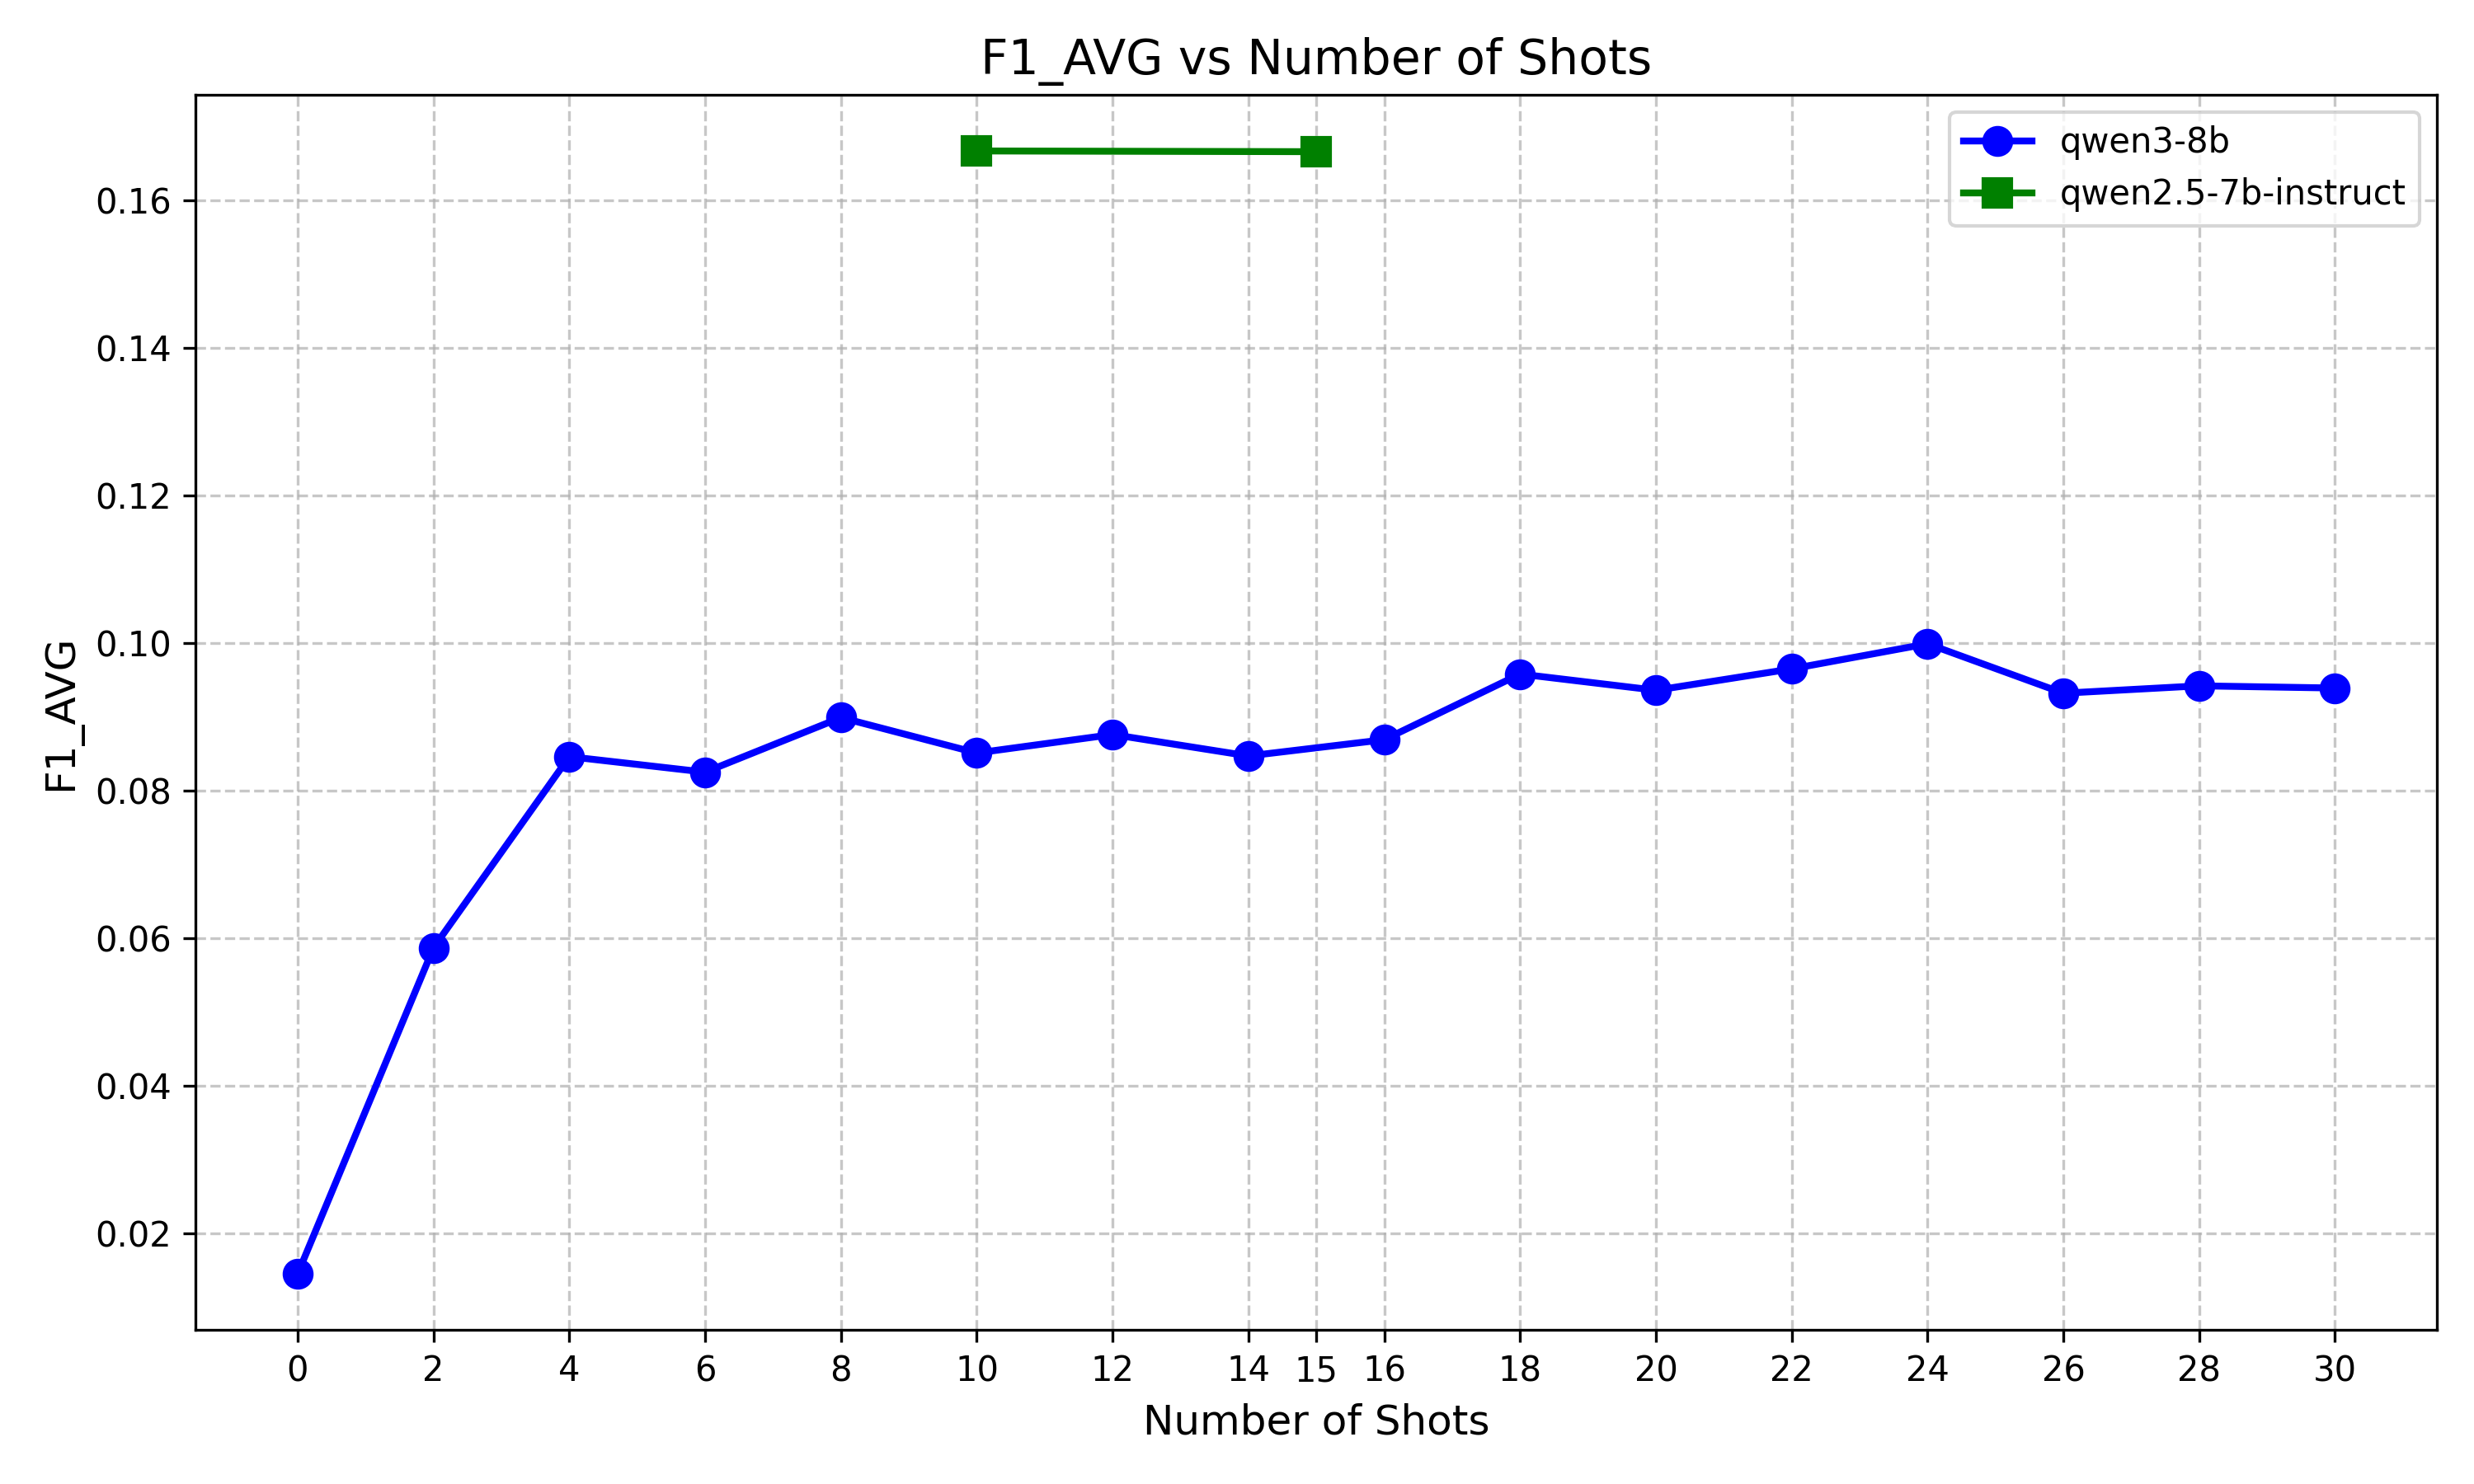 F1_AVG vs Number of Shots
qwen3-8b
qwen2.5-7b-instruct
F1_AVG
0.16
0.14
0.12
0.10
0.08
0.06
0.04
0.02
0 2 4 6 8 10 12 14 15 16 18 20 22 24 26 28 30
Number of Shots